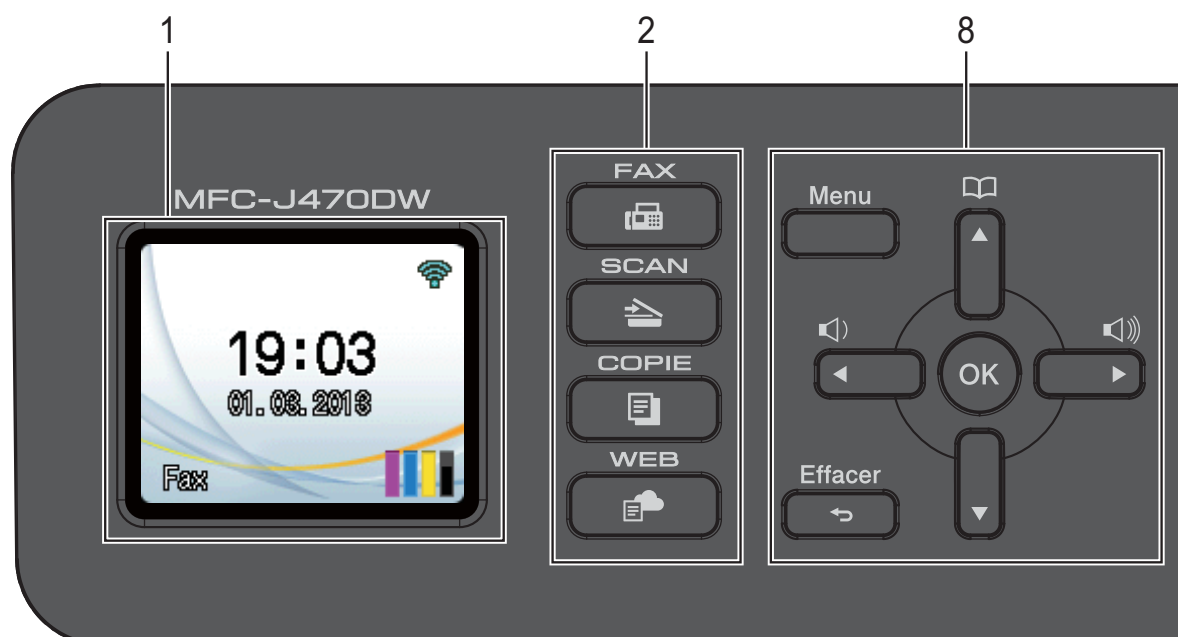 1 2 8
MFC-J470DW
19:03
01.03.2013
Fax
FAX
SCAN
COPIE
WEB
Menu
OK
Effacer